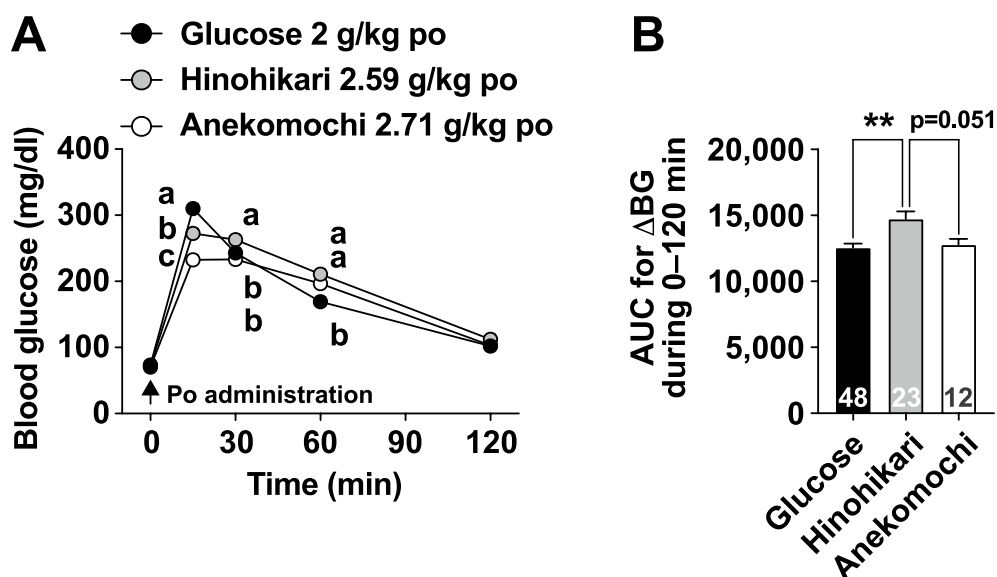 A
Glucose 2 g/kg po
Hinohikari 2.59 g/kg po
Anekomochi 2.71 g/kg po
Blood glucose (mg/dl)
400
300
200
100
0
a
b
c
a
b
b
a
a
b
Po administration
0
30
60
90
120
Time (min)
B
AUC for ΔBG
during 0–120 min
20,000
15,000
10,000
5,000
0
**
p=0.051
48
23
12
Glucose
Hinohikari
Anekomochi